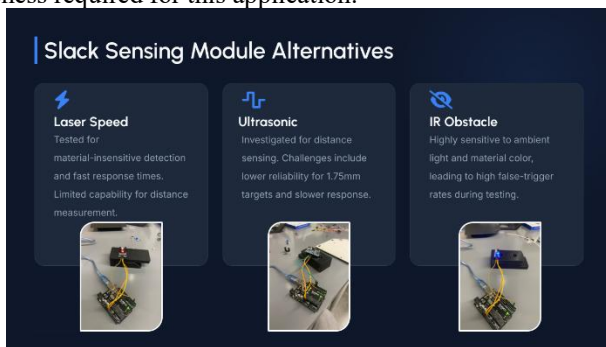 ness required for this application.
Slack Sensing Module Alternatives
Laser Speed
Tested for
material-insensitive detection
and fast response times.
Limited capability for distance
measurement.
Ultrasonic
Investigated for distance
sensing. Challenges include
lower reliability for 1.75mm
targets and slower response.
IR Obstacle
Highly sensitive to ambient
light and material color,
leading to high false-trigger
rates during testing.